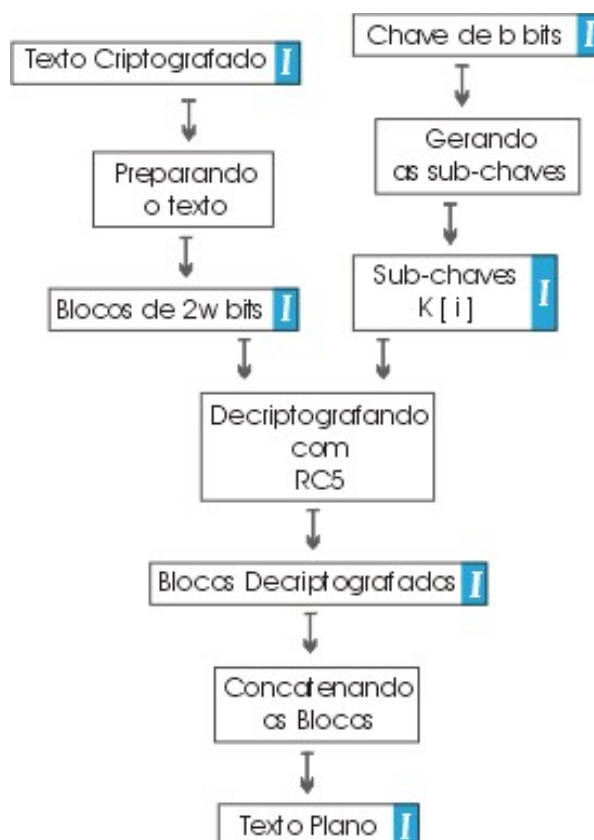 Texto Criptografado I
Chave de b bits I
Preparando
o texto
Gerando
as sub-chaves
Blocos de 2w bits I
Sub-chaves I
K [ i ]
Decriptografando
com
RC5
Blocos Decriptografados I
Concatenando
os Blocos
Texto Plano I